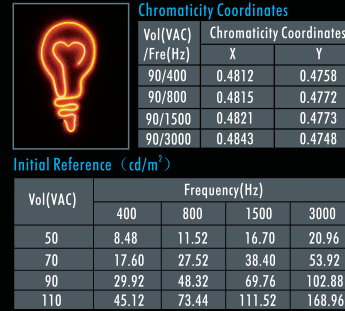 Chromaticity Coordinates
Vol(VAC) /Fre(Hz) Chromaticity Coordinates
X Y
90/400 0.4812 0.4758
90/800 0.4815 0.4772
90/1500 0.4821 0.4773
90/3000 0.4843 0.4748
Initial Reference（cd/m²）
Vol(VAC) Frequency(Hz)
400 800 1500 3000
50 8.48 11.52 16.70 20.96
70 17.60 27.52 38.40 53.92
90 29.92 48.32 69.76 102.88
110 45.12 73.44 111.52 168.96